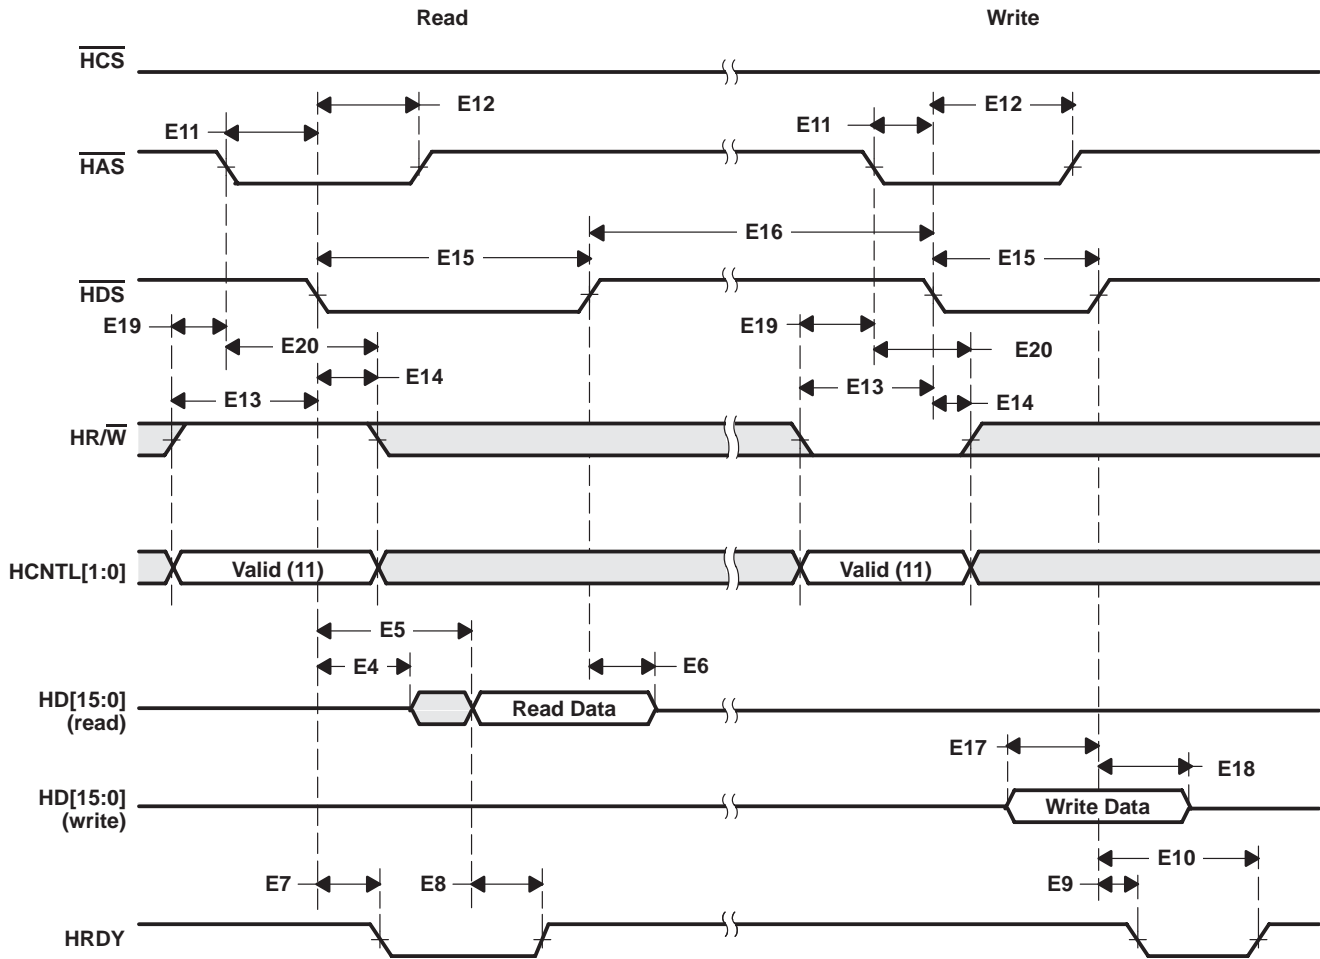 Read Write
HCS
E12 E12
E11 E11
HAS
E16
E15 E15
HDS
E19 E19
E20 E20
E14
E13 E13
E14
HR/W
HCNTL[1:0] Valid (11) Valid (11)
E5
E4 E6
HD[15:0]
(read)
Read Data
E17
E18
HD[15:0]
(write)
Write Data
E10
E7 E8 E9
HRDY